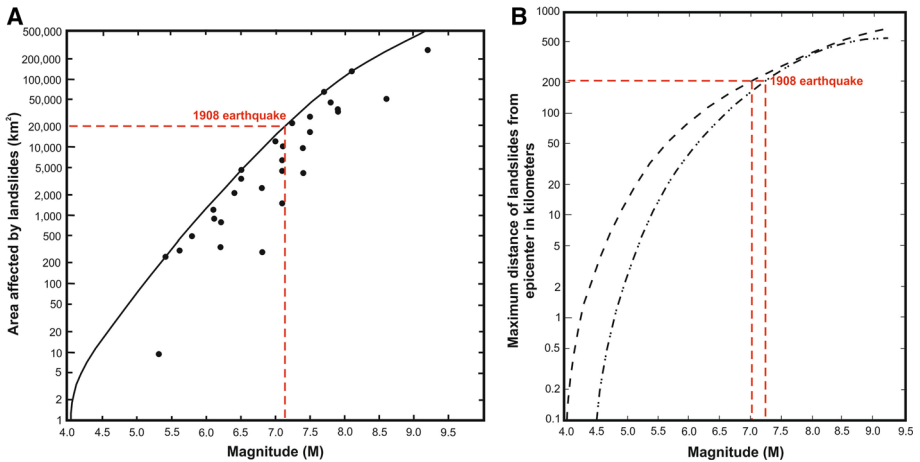 A
Area affected by landslides (km²)
500,000
200,000
100,000
50,000
20,000
10,000
5,000
2,000
1,000
500
200
100
50
20
10
5
2
1
1908 earthquake
4.0 5.0 5.5 6.0 6.5 7.0 7.5 8.0 8.5 9.0 9.5
Magnitude (M)
B
Maximum distance of landslides from
epicenter in kilometers
1000
500
200
100
50
20
10
5
2
1
0.5
0.2
0.1
1908 earthquake
4.0 4.5 5.0 5.5 6.0 6.5 7.0 7.5 8.0 8.5 9.0 9.5
Magnitude (M)